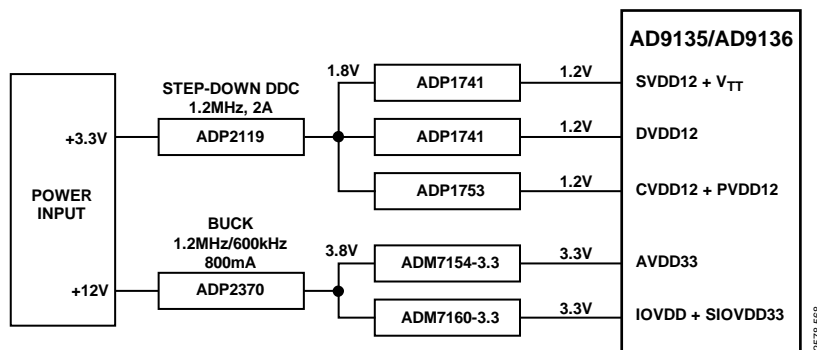 AD9135/AD9136
POWER
INPUT
+3.3V
+12V
STEP-DOWN DDC
1.2MHz, 2A
ADP2119
1.8V
ADP1741
1.2V
SVDD12 + VTT
ADP1741
1.2V
DVDD12
ADP1753
1.2V
CVDD12 + PVDD12
BUCK
1.2MHz/600kHz
800mA
ADP2370
3.8V
ADM7154-3.3
3.3V
AVDD33
ADM7160-3.3
3.3V
IOVDD + SIOVDD33